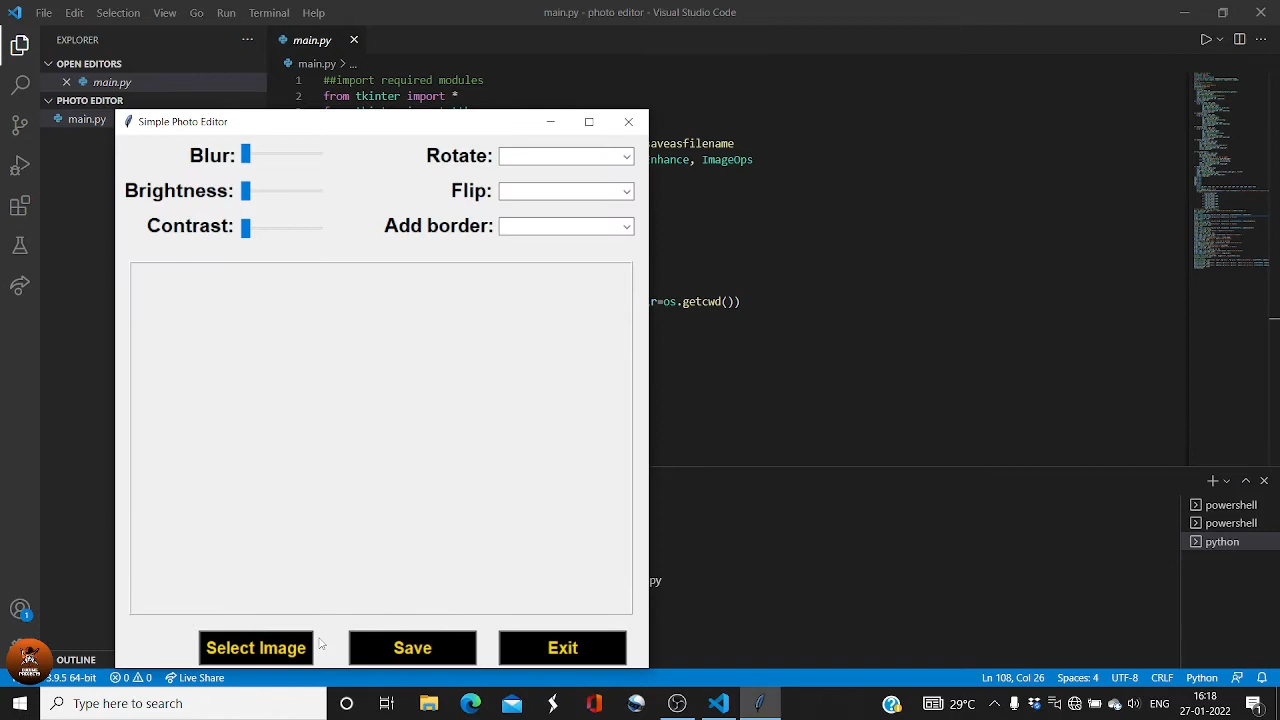 File Edit Selection View Go Run Terminal Help main.py - photo editor - Visual Studio Code
EXPLORER
main.py
OPEN EDITORS
main.py
main.py > ...
PHOTO EDITOR
main.py
1 ##import required modules
2 from tkinter import *
saveasfilename
Enhance, ImageOps
r=os.getcwd())
Simple Photo Editor
Blur:
Rotate:
Brightness:
Flip:
Contrast:
Add border:
Select Image
Save
Exit
powershell
powershell
python
py
OUTLINE
3.9.5 64-bit
0 0
Live Share
Ln 108, Col 26 Spaces: 4 UTF-8 CRLF Python
1
Type here to search
29°C
ENG
16:18
27-01-2022